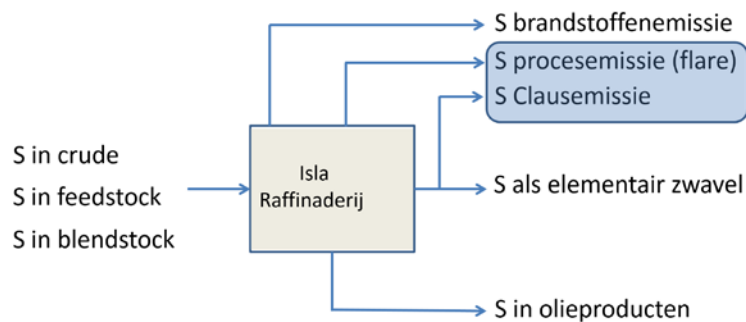 S brandstoffenemissie
S procesemissie (flare)
S Clausemissie
S in crude
S in feedstock
S in blendstock
Isla
Raffinaderij
S als elementair zwavel
S in olieproducten